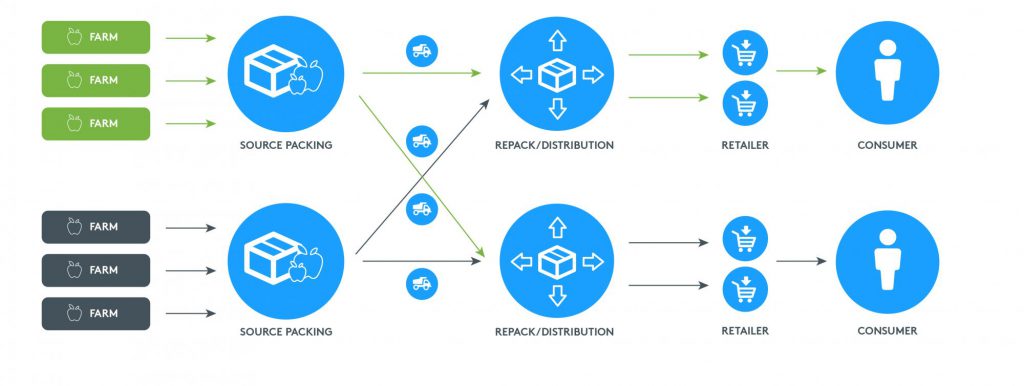 FARM
FARM
FARM
SOURCE PACKING
REPACK/DISTRIBUTION
RETAILER
CONSUMER
FARM
FARM
FARM
SOURCE PACKING
REPACK/DISTRIBUTION
RETAILER
CONSUMER